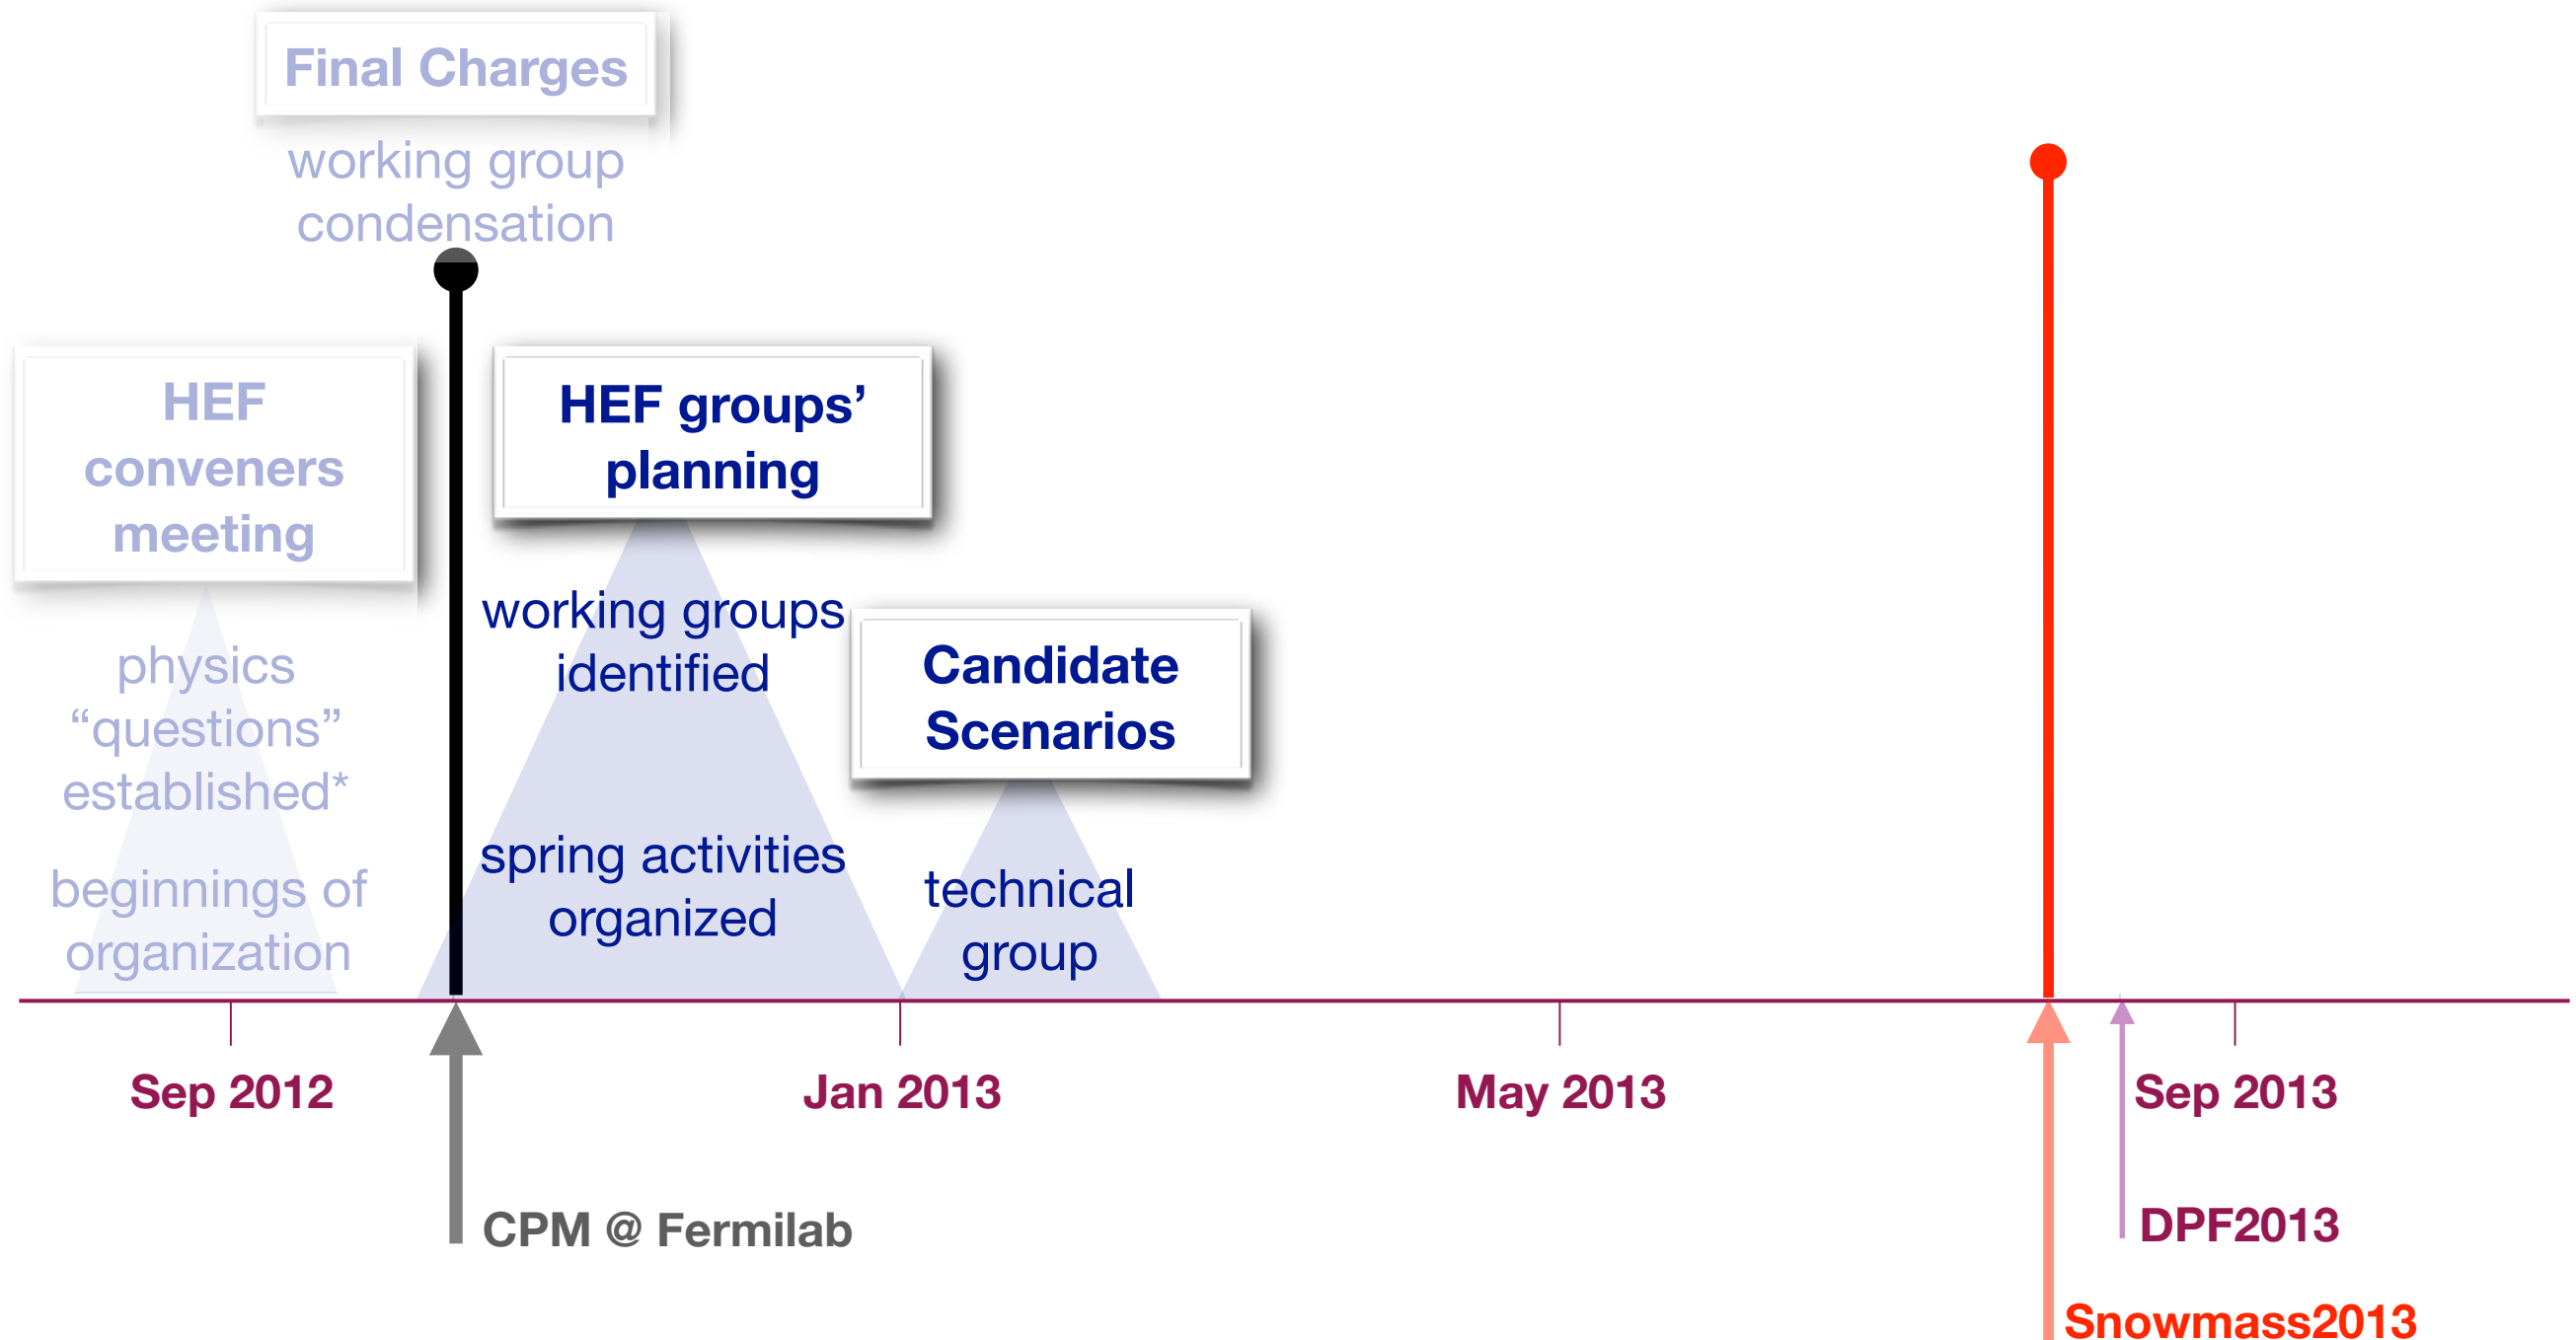 Final Charges
working group
condensation
HEF
conveners
meeting
physics
“questions”
established*
beginnings of
organization
HEF groups’
planning
working groups
identified
spring activities
organized
Candidate
Scenarios
technical
group
Sep 2012
Jan 2013
May 2013
Sep 2013
CPM @ Fermilab
DPF2013
Snowmass2013